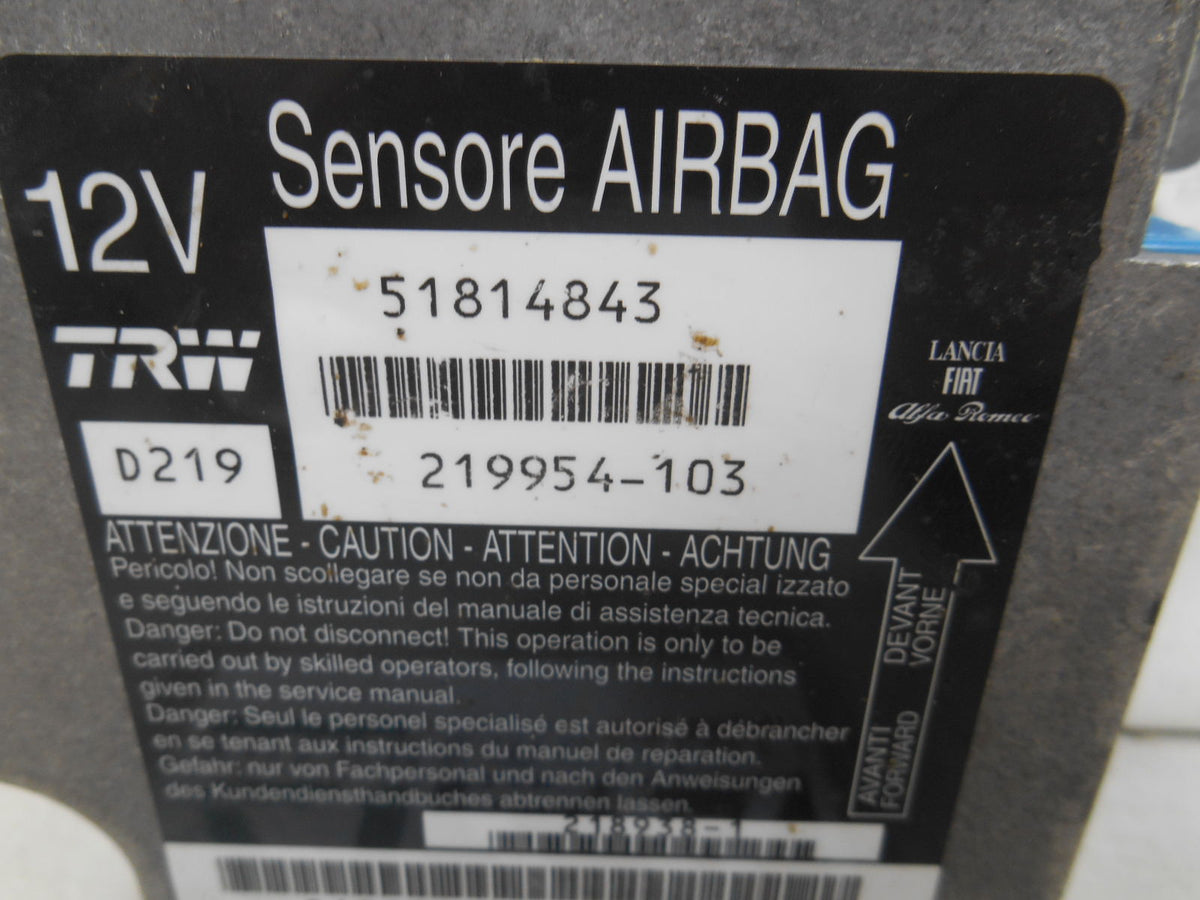 Sensore AIRBAG
12V
51814843
TRW
219954-103
D219
LANCIA
FIAT
Alfa Romeo
ATTENZIONE - CAUTION - ATTENTION - ACHTUNG
Pericolo! Non scollegare se non da personale special izzato
e seguendo le istruzioni del manuale di assistenza tecnica.
Danger: Do not disconnect! This operation is only to be
carried out by skilled operators, following the instructions
given in the service manual.
Danger: Seul le personel specialisé est autorisé à débrancher
en se tenant aux instructions du manuel de reparation.
Gefahr: nur von Fachpersonal und nach den Anweisungen
des Kundendiensthandbuches abtrennen lassen.
AVANTI DEVANT
FORWARD VORNE
218938-1